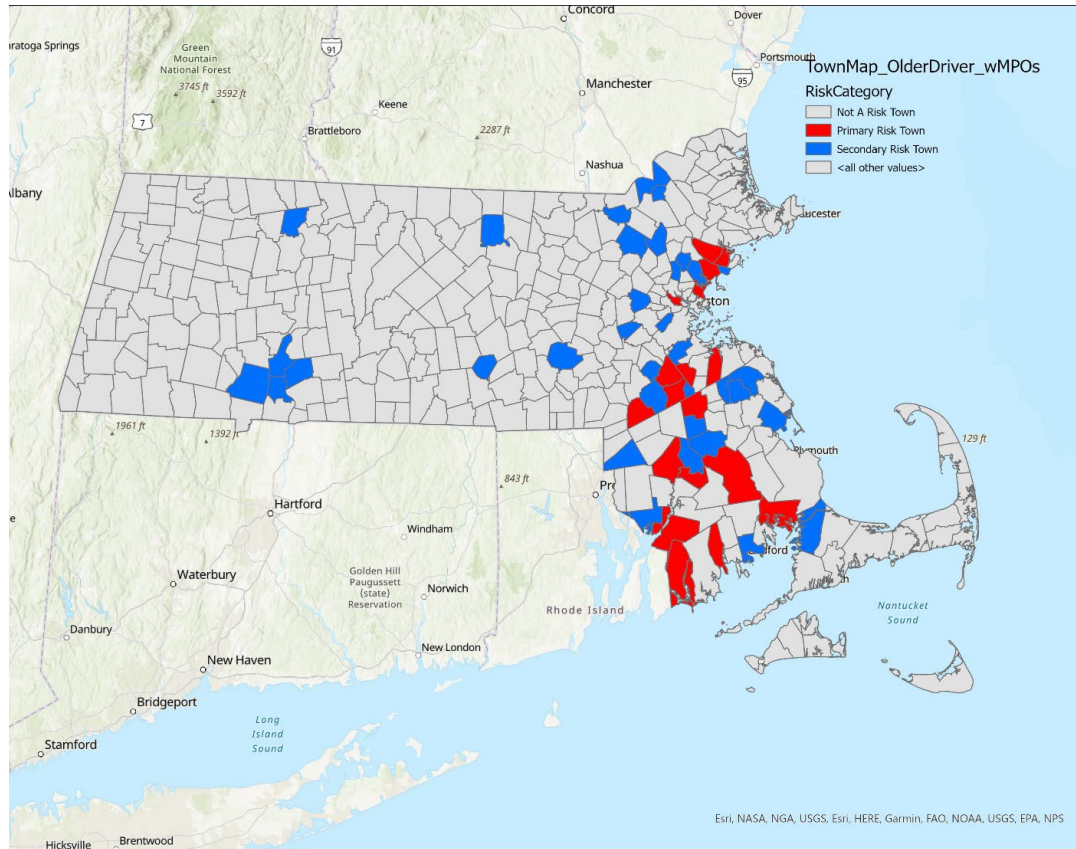 Concord
Dover
aratoga Springs
Green
Mountain
National Forest
91
Portsmouth
TownMap_OlderDriver_wMPOs
RiskCategory
Not A Risk Town
Primary Risk Town
Secondary Risk Town
<all other values>
3745 ft
3592 ft
Manchester
95
Keene
7
Brattleboro
2287 ft
Nashua
Albany
ucester
ston
1961 ft
1392 ft
129 ft
Plymouth
843 ft
Pro
Hartford
Windham
dford
Waterbury
Golden Hill
Paugussett
(state)
Reservation
Norwich
Rhode Island
Nantucket
Sound
Danbury
New London
New Haven
Bridgeport
Long
Island
Sound
Stamford
Esri, NASA, NGA, USGS, Esri, HERE, Garmin, FAO, NOAA, USGS, EPA, NPS
Hicksville
Brentwood